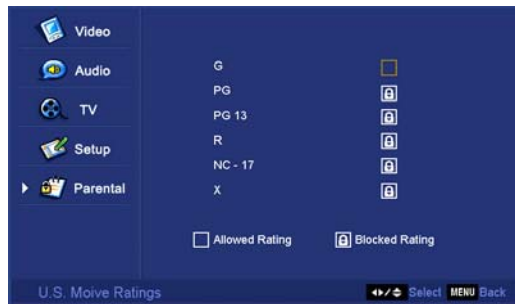 Video
Audio
TV
Setup
Parental
G
PG
PG 13
R
NC - 17
X
Allowed Rating
Blocked Rating
U.S. Moive Ratings
Select MENU Back